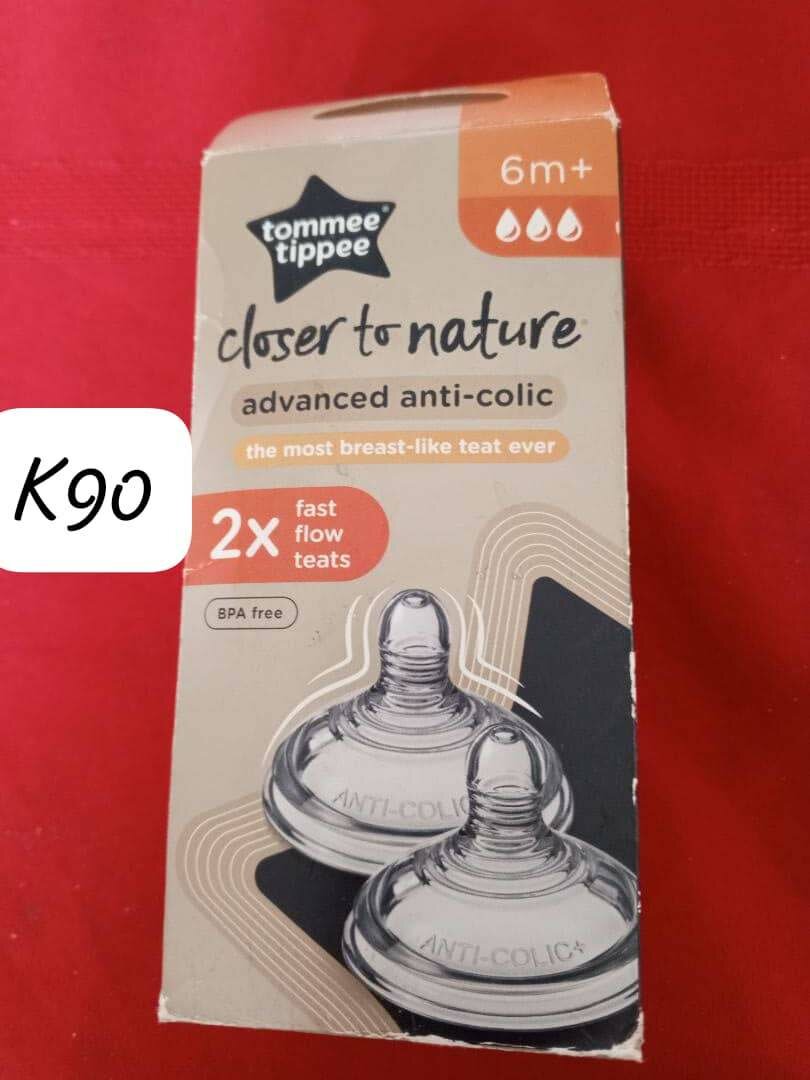 6m+
tommee
tippee
closer to nature
advanced anti-colic
the most breast-like teat ever
K90
2x
fast
flow
teats
BPA free
ANTI-COLIC
ANTI-COLIC+